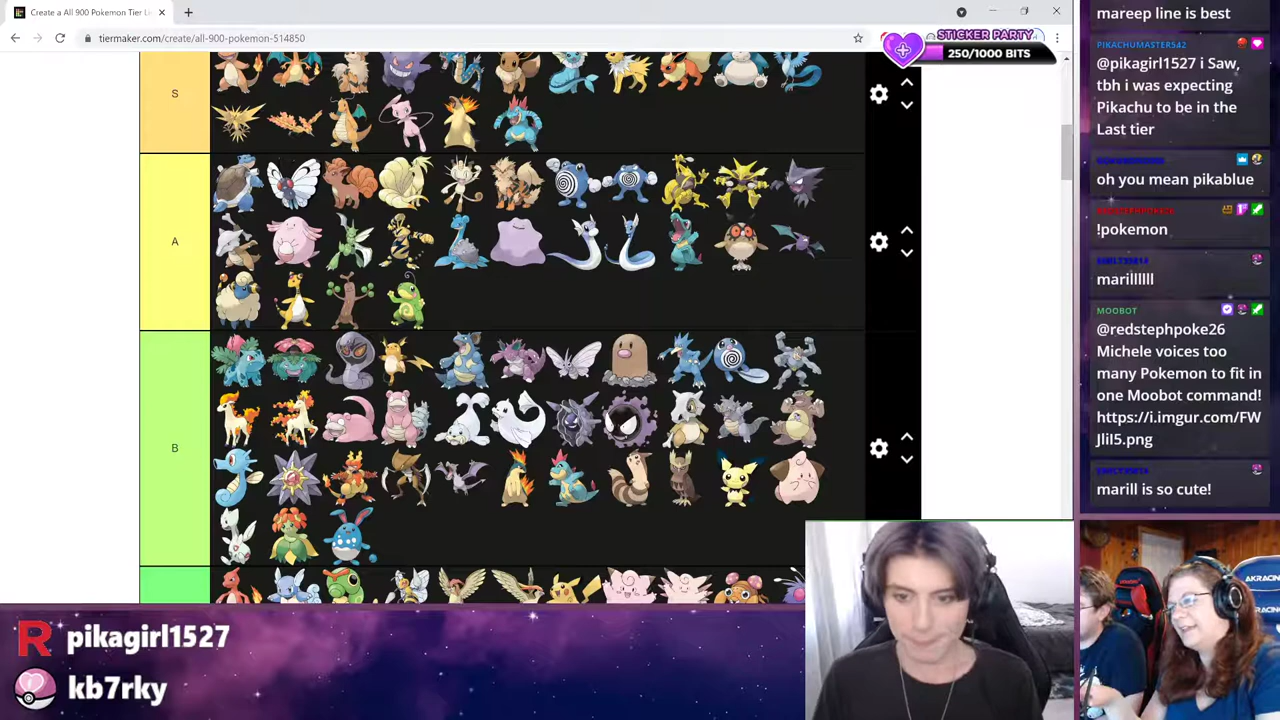 Create a All 900 Pokemon Tier Li
tiermaker.com/create/all-900-pokemon-514850
STICKER PARTY
250/1000 BITS
S
A
B
mareep line is best
PIKACHUMASTER542
@pikagirl1527 i Saw,
tbh i was expecting
Pikachu to be in the
Last tier
oh you mean pikablue
!pokemon
marillllll
MOOBOT
@redstephpoke26
Michele voices too
many Pokemon to fit in
one Moobot command!
https://i.imgur.com/FW
Jlil5.png
marill is so cute!
AKRACING
R pikagirl1527
kb7rky